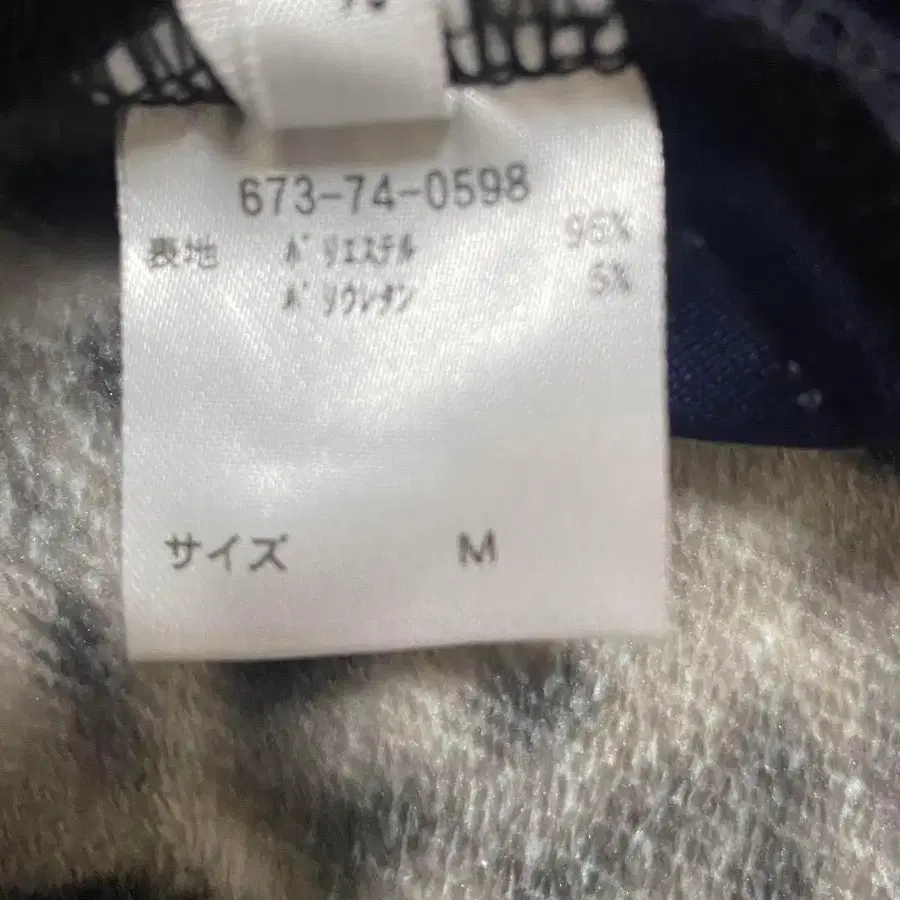 673-74-0598
表地 ポリエステル 95%
ポリウレタン 5%
サイズ M